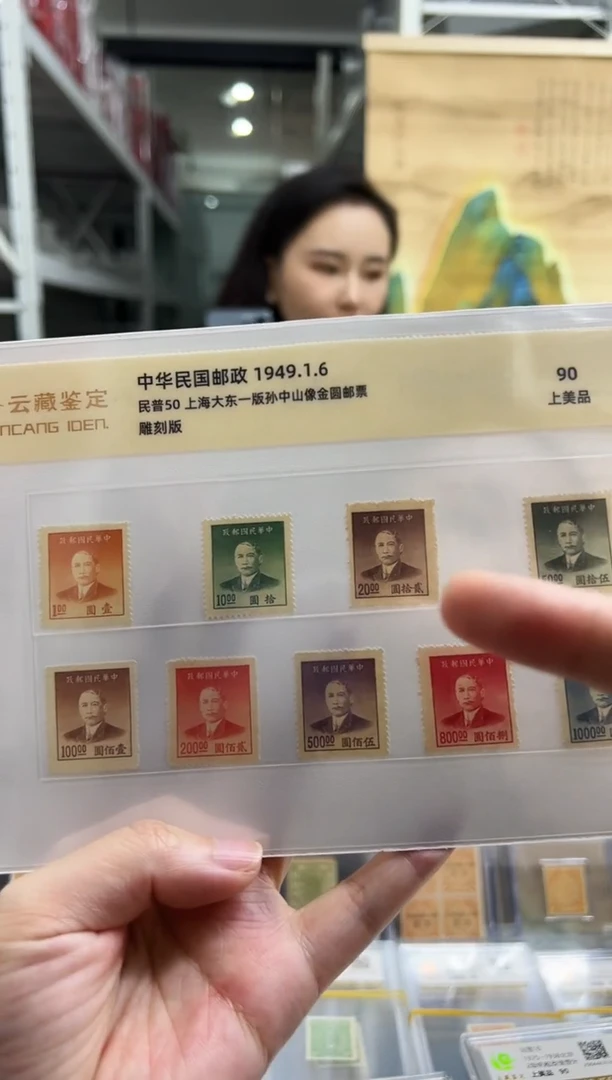 云藏鉴定
NCANG IDEN.
中华民国邮政 1949.1.6
民普50 上海大东一版孙中山像金圆邮票
雕刻版
90
上美品
政郵國民華中
1.00 圓壹
政郵國民華中
10.00 圓拾
政郵國民華中
20.00 圓拾貳
政郵國民華中
50.00 圓拾伍
政郵國民華中
100.00 圓佰壹
政郵國民華中
200.00 圓佰貳
政郵國民華中
500.00 圓佰伍
政郵國民華中
800.00 圓佰捌
1000.00